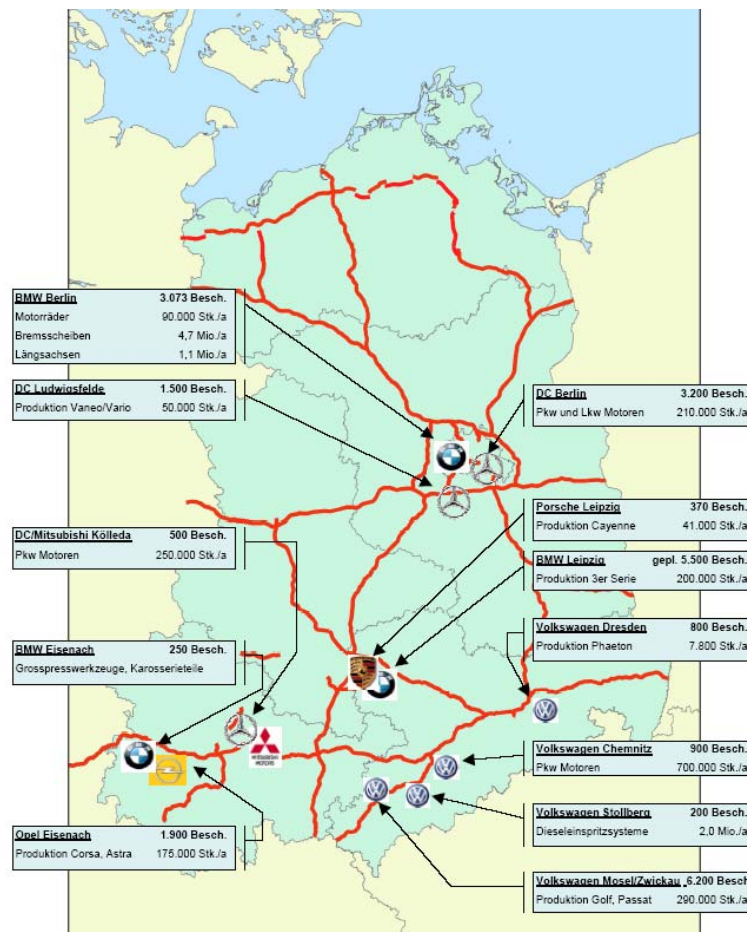 BMW Berlin 3.073 Besch.
Motorräder 90.000 Stk./a
Bremsscheiben 4,7 Mio./a
Längsachsen 1,1 Mio./a
DC Ludwigsfelde 1.500 Besch.
Produktion Vaneo/Vario 50.000 Stk./a
DC Berlin 3.200 Besch.
Pkw und Lkw Motoren 210.000 Stk./a
DC/Mitsubishi Kölleda 500 Besch.
Pkw Motoren 250.000 Stk./a
Porsche Leipzig 370 Besch.
Produktion Cayenne 41.000 Stk./a
BMW Leipzig gepl. 5.500 Besch.
Produktion 3er Serie 200.000 Stk./a
BMW Eisenach 250 Besch.
Grosspresswerkzeuge, Karosserieteile
Volkswagen Dresden 800 Besch.
Produktion Phaeton 7.800 Stk./a
MITSUBISHI
MOTORS
Volkswagen Chemnitz 900 Besch.
Pkw Motoren 700.000 Stk./a
Volkswagen Stollberg 200 Besch.
Dieseleinspritzsysteme 2,0 Mio./a
Opel Eisenach 1.900 Besch.
Produktion Corsa, Astra 175.000 Stk./a
Volkswagen Mosel/Zwickau 6.200 Besch
Produktion Golf, Passat 290.000 Stk./a